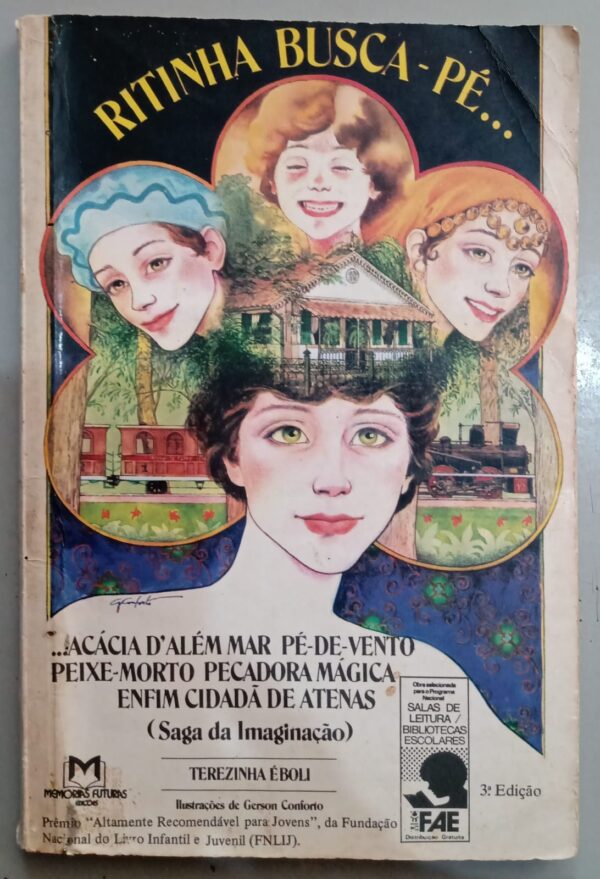 RITINHA BUSCA-PÉ...
GConforto
...ACÁCIA D'ALÉM MAR PÉ-DE-VENTO
PEIXE-MORTO PECADORA MÁGICA
ENFIM CIDADÃ DE ATENAS
(Saga da Imaginação)
TEREZINHA ÉBOLI
Ilustrações de Gerson Conforto
MEMÓRIAS FUTURAS
EDIÇÕES
Obra selecionada
para o Programa
Nacional
SALAS DE
LEITURA /
BIBLIOTECAS
ESCOLARES
MEC
FAE
Distribuição Gratuita
3ª Edição
Prêmio "Altamente Recomendável para Jovens", da Fundação
Nacional do Livro Infantil e Juvenil (FNLIJ).